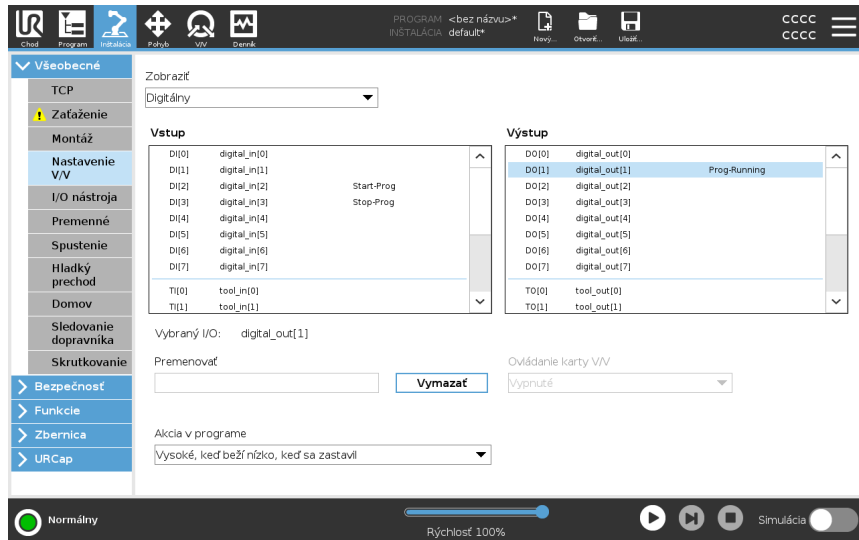 UR
Chod
Program
Inštalácia
Pohyb
V/V
Denník
PROGRAM <bez názvu>*
INŠTALÁCIA default*
Nový...
Otvoriť...
Uložiť...
CCCC
CCCC
Všeobecné
TCP
Zaťaženie
Montáž
Nastavenie
V/V
I/O nástroja
Premenné
Spustenie
Hladký
prechod
Domov
Sledovanie
dopravníka
Skrutkovanie
Bezpečnosť
Funkcie
Zbernica
URCap
Zobraziť
Digitálny
Vstup
DI[0] digital_in[0]
DI[1] digital_in[1]
DI[2] digital_in[2] Start-Prog
DI[3] digital_in[3] Stop-Prog
DI[4] digital_in[4]
DI[5] digital_in[5]
DI[6] digital_in[6]
DI[7] digital_in[7]
TI[0] tool_in[0]
TI[1] tool_in[1]
Výstup
DO[0] digital_out[0]
DO[1] digital_out[1] Prog-Running
DO[2] digital_out[2]
DO[3] digital_out[3]
DO[4] digital_out[4]
DO[5] digital_out[5]
DO[6] digital_out[6]
DO[7] digital_out[7]
TO[0] tool_out[0]
TO[1] tool_out[1]
Vybraný I/O: digital_out[1]
Premenovať
Vymazať
Ovládanie karty V/V
Vypnuté
Akcia v programe
Vysoké, keď beží nízko, keď sa zastavil
Normálny
Rýchlosť 100%
Simulácia